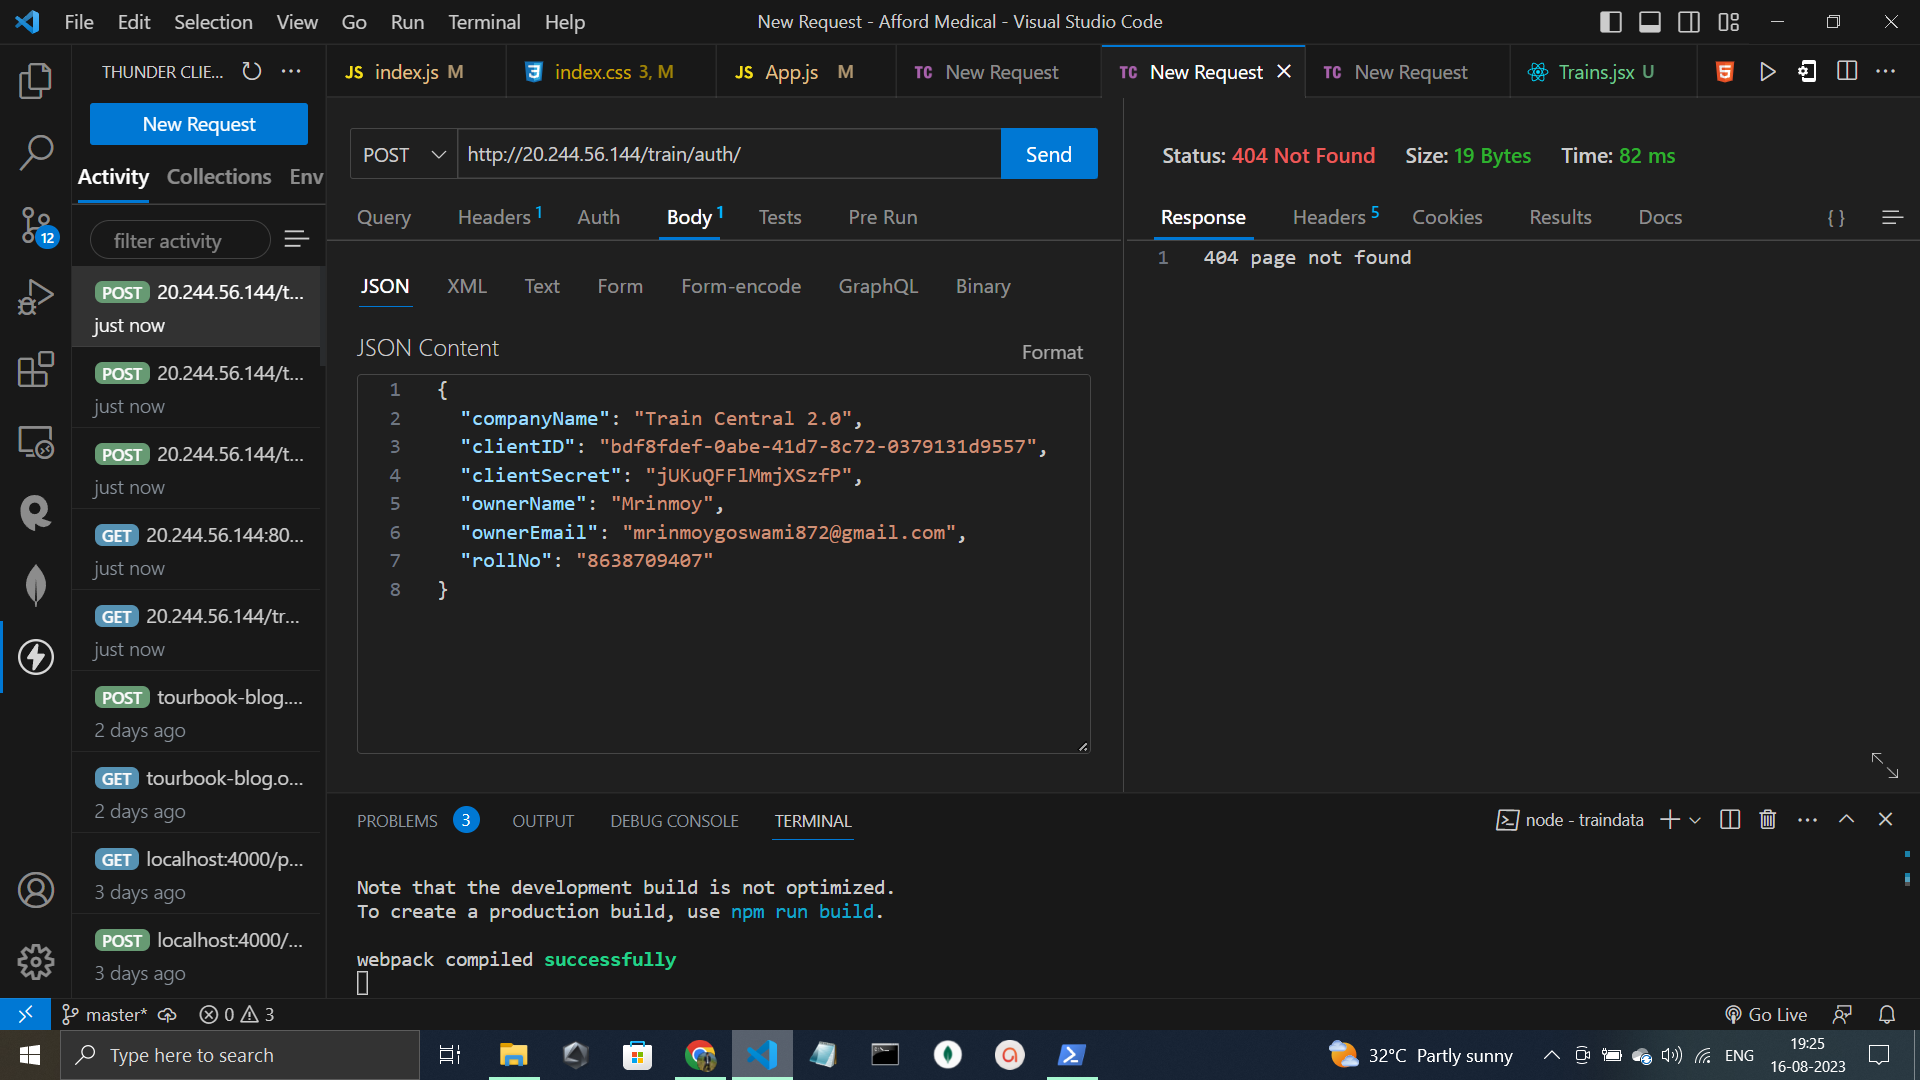 File Edit Selection View Go Run Terminal Help
New Request - Afford Medical - Visual Studio Code
THUNDER CLIE...
JS index.js M
index.css 3, M
JS App.js M
TC New Request
TC New Request
TC New Request
Trains.jsx U
New Request
Activity Collections Env
filter activity
POST 20.244.56.144/t...
just now
POST 20.244.56.144/t...
just now
POST 20.244.56.144/t...
just now
GET 20.244.56.144:80...
just now
GET 20.244.56.144/tr...
just now
POST tourbook-blog....
2 days ago
GET tourbook-blog.o...
2 days ago
GET localhost:4000/p...
3 days ago
POST localhost:4000/...
3 days ago
12
POST http://20.244.56.144/train/auth/ Send
Query Headers 1 Auth Body 1 Tests Pre Run
JSON XML Text Form Form-encode GraphQL Binary
JSON Content
Format
1 {
2 "companyName": "Train Central 2.0",
3 "clientID": "bdf8fdef-0abe-41d7-8c72-0379131d9557",
4 "clientSecret": "jUKuQFFlMmjXSzfP",
5 "ownerName": "Mrinmoy",
6 "ownerEmail": "mrinmoygoswami872@gmail.com",
7 "rollNo": "8638709407"
8 }
Status: 404 Not Found Size: 19 Bytes Time: 82 ms
Response Headers 5 Cookies Results Docs { }
1 404 page not found
PROBLEMS 3 OUTPUT DEBUG CONSOLE TERMINAL
node - traindata
Note that the development build is not optimized.
To create a production build, use npm run build.
webpack compiled successfully
master* 0 3
Go Live
Type here to search
32°C Partly sunny
ENG
19:25
16-08-2023